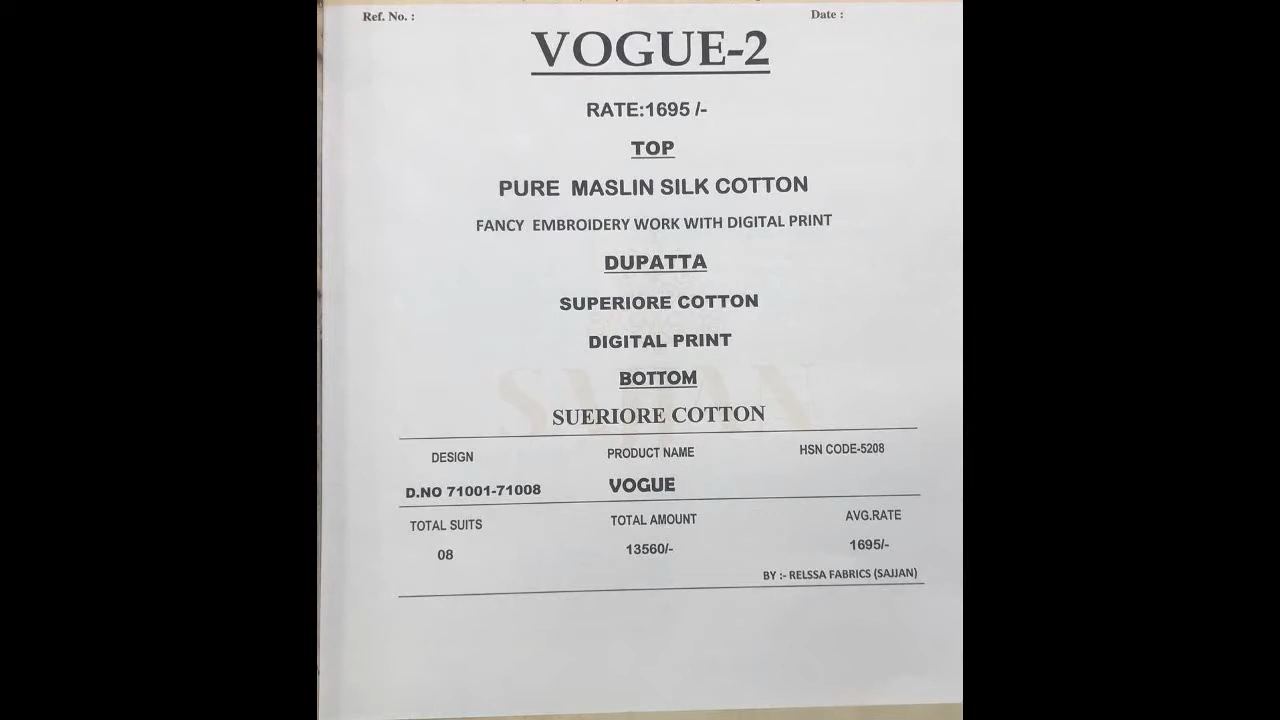 Ref. No. :
Date :
VOGUE-2
RATE:1695 /-
TOP
PURE MASLIN SILK COTTON
FANCY EMBROIDERY WORK WITH DIGITAL PRINT
DUPATTA
SUPERIORE COTTON
DIGITAL PRINT
BOTTOM
SAJJAN
SUERIORE COTTON
DESIGN PRODUCT NAME HSN CODE-5208
D.NO 71001-71008 VOGUE
TOTAL SUITS TOTAL AMOUNT AVG.RATE
08 13560/- 1695/-
BY :- RELSSA FABRICS (SAJJAN)